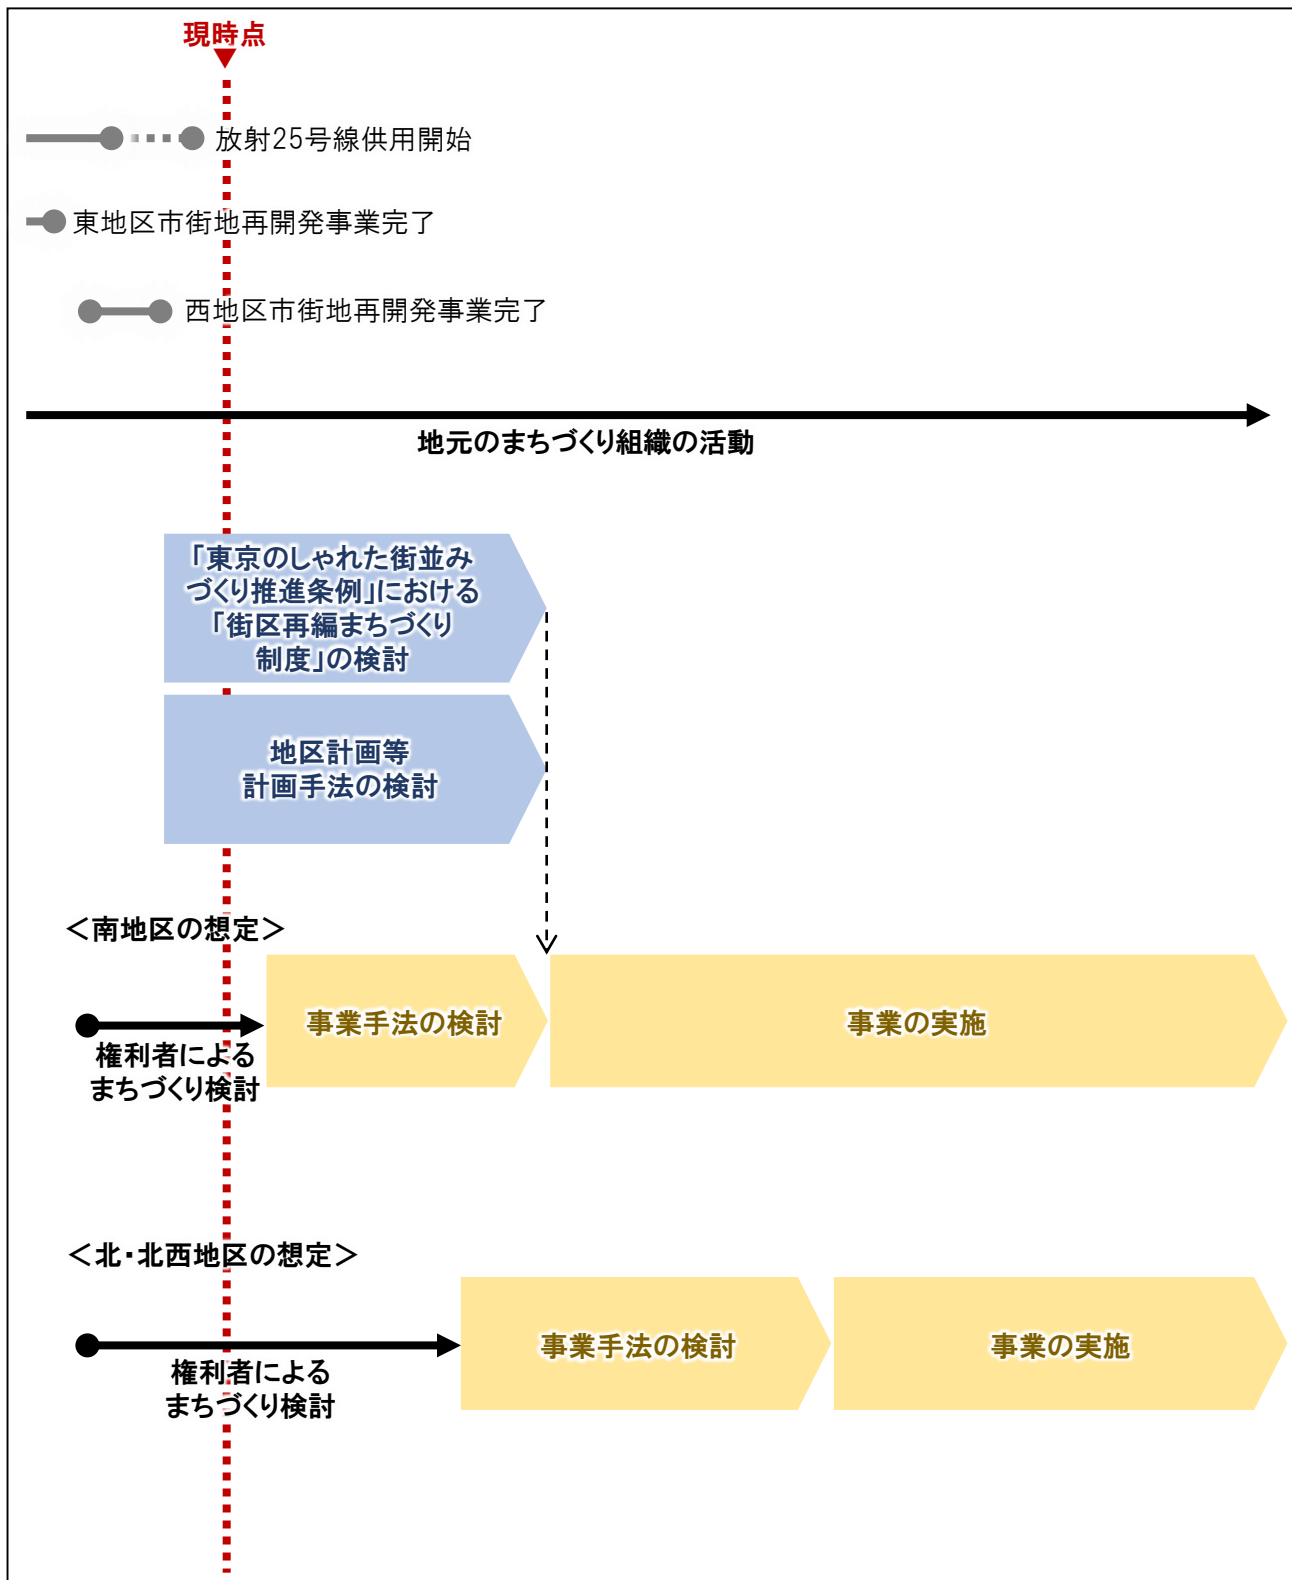 現時点
放射25号線供用開始
東地区市街地再開発事業完了
西地区市街地再開発事業完了
地元のまちづくり組織の活動
「東京のしゃれた街並み
づくり推進条例」における
「街区再編まちづくり
制度」の検討
地区計画等
計画手法の検討
＜南地区の想定＞
事業手法の検討
事業の実施
権利者による
まちづくり検討
＜北・北西地区の想定＞
事業手法の検討
事業の実施
権利者による
まちづくり検討